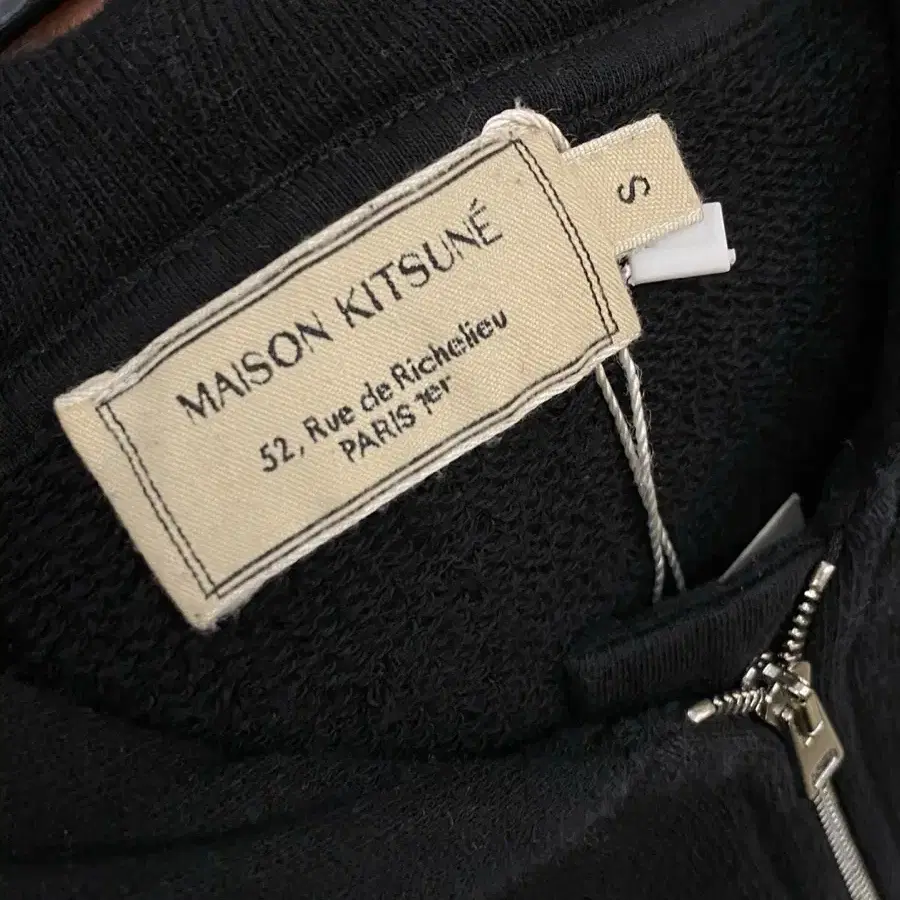 MAISON KITSUNÉ
52, Rue de Richelieu
PARIS 1er
S